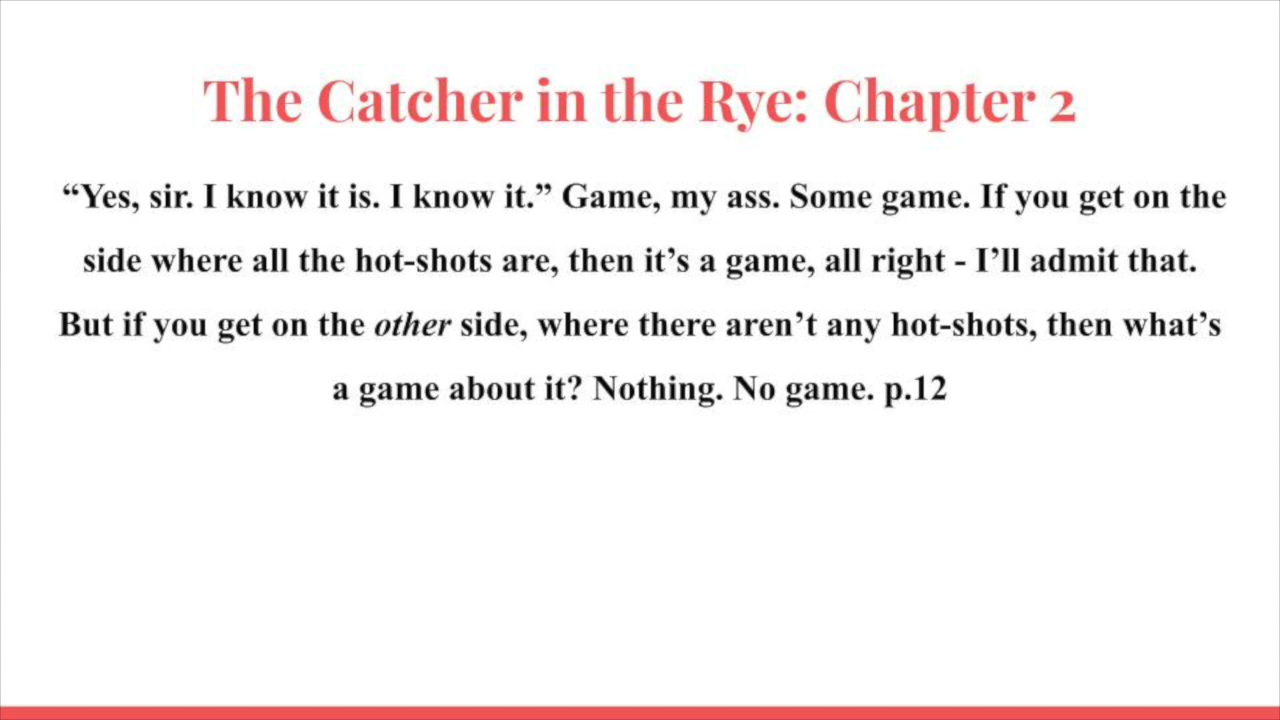 The Catcher in the Rye: Chapter 2
“Yes, sir. I know it is. I know it.” Game, my ass. Some game. If you get on the
side where all the hot-shots are, then it’s a game, all right - I’ll admit that.
But if you get on the other side, where there aren’t any hot-shots, then what’s
a game about it? Nothing. No game. p.12